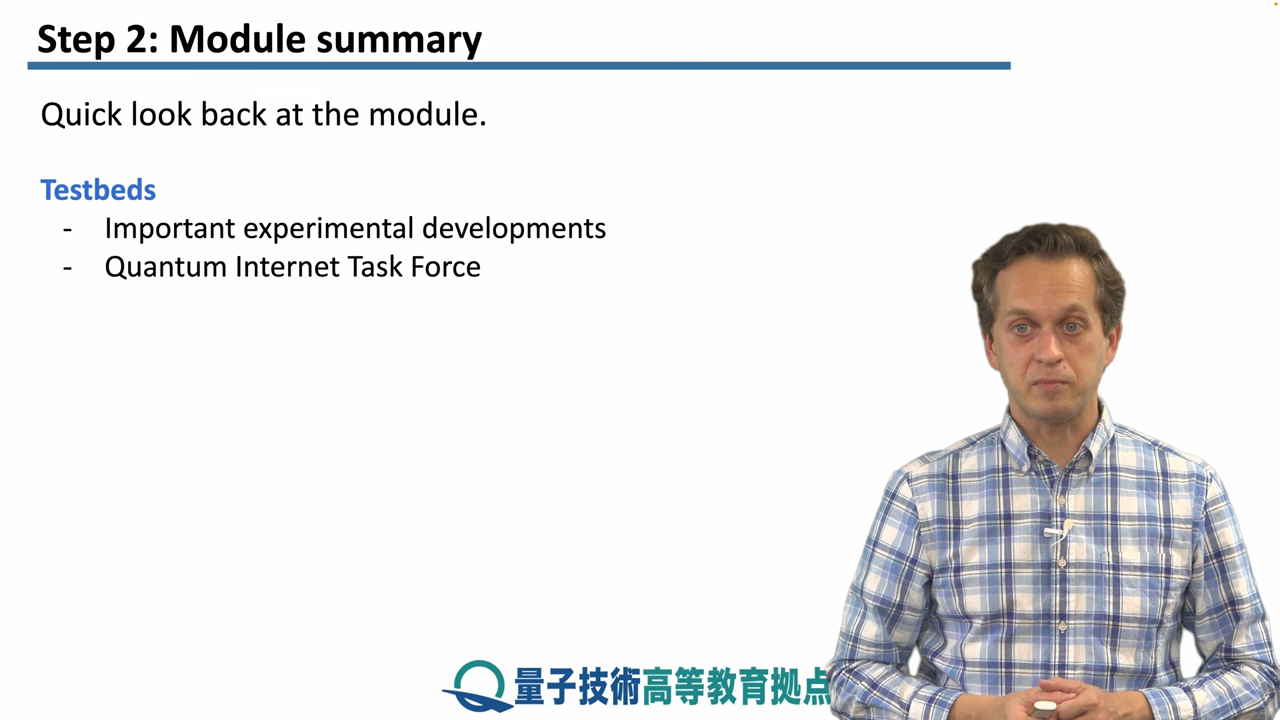 Step 2: Module summary
Quick look back at the module.
Testbeds
- Important experimental developments
- Quantum Internet Task Force
量子技術高等教育拠点